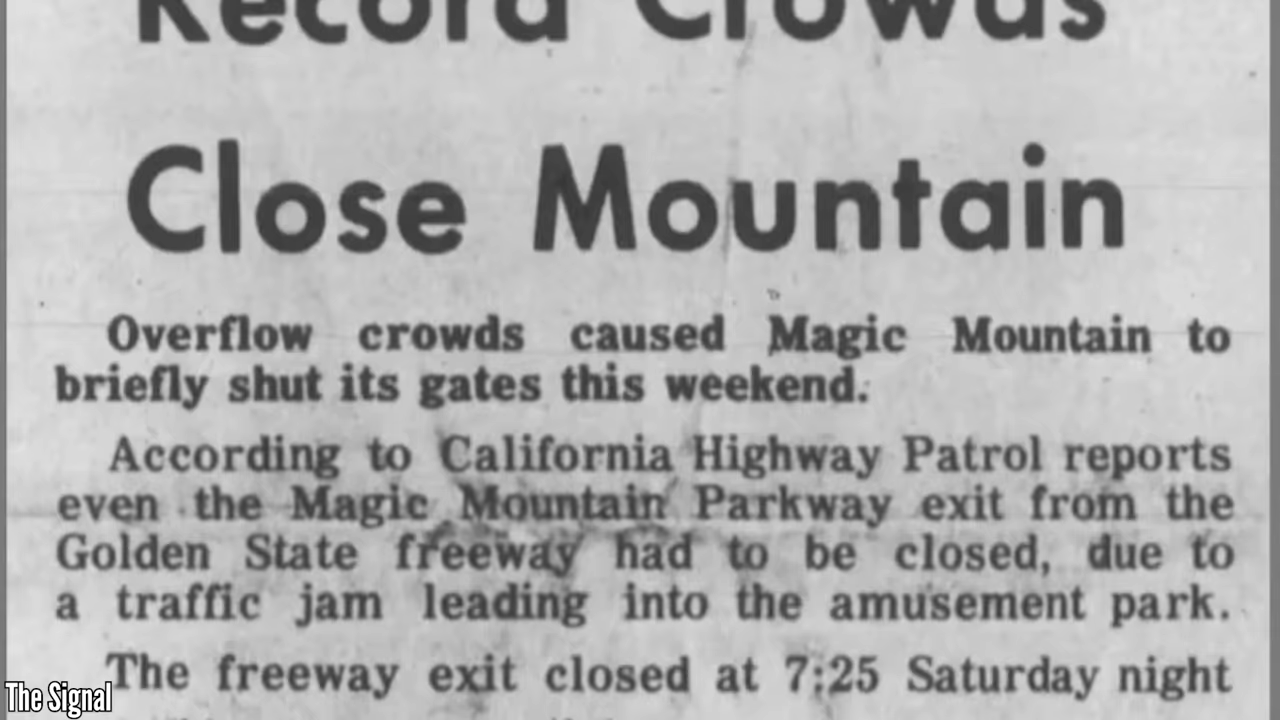 Record Crowds
Close Mountain
Overflow crowds caused Magic Mountain to
briefly shut its gates this weekend.
According to California Highway Patrol reports
even the Magic Mountain Parkway exit from the
Golden State freeway had to be closed, due to
a traffic jam leading into the amusement park.
The freeway exit closed at 7:25 Saturday night
The Signal